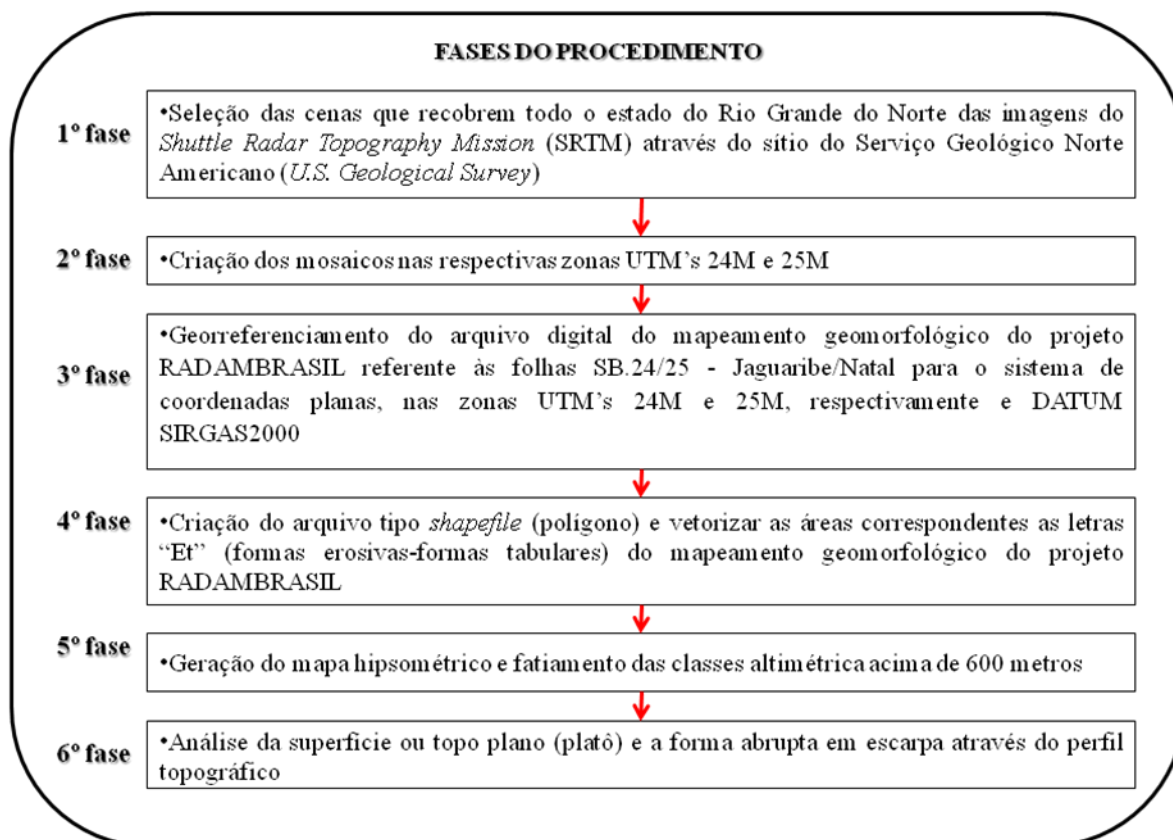 FASES DO PROCEDIMENTO
1º fase
•Seleção das cenas que recobrem todo o estado do Rio Grande do Norte das imagens do
Shuttle Radar Topography Mission (SRTM) através do sítio do Serviço Geológico Norte
Americano (U.S. Geological Survey)
2º fase
•Criação dos mosaicos nas respectivas zonas UTM's 24M e 25M
3º fase
•Georreferenciamento do arquivo digital do mapeamento geomorfológico do projeto
RADAMBRASIL referente às folhas SB.24/25 - Jaguaribe/Natal para o sistema de
coordenadas planas, nas zonas UTM's 24M e 25M, respectivamente e DATUM
SIRGAS2000
4º fase
•Criação do arquivo tipo shapefile (polígono) e vetorizar as áreas correspondentes as letras
“Et” (formas erosivas-formas tabulares) do mapeamento geomorfológico do projeto
RADAMBRASIL
5º fase
•Geração do mapa hipsométrico e fatiamento das classes altimétrica acima de 600 metros
6º fase
•Análise da superficie ou topo plano (platô) e a forma abrupta em escarpa através do perfil
topográfico